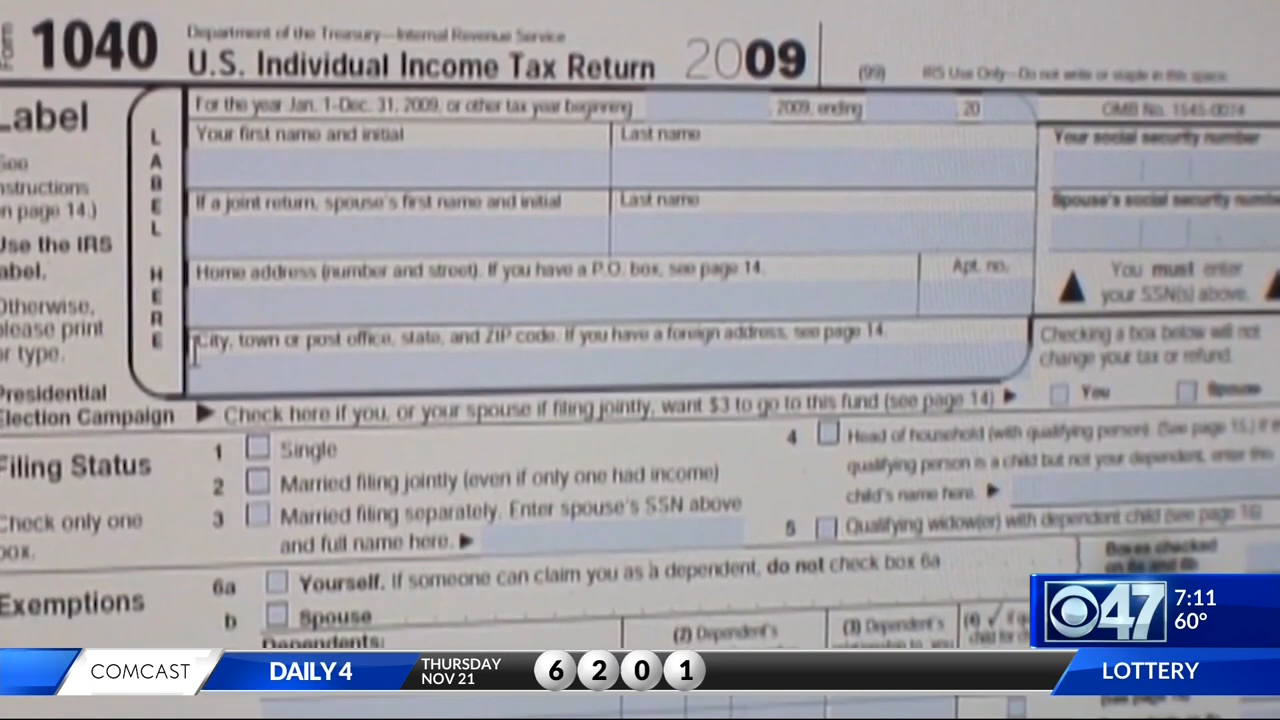 Form 1040
Department of the Treasury—Internal Revenue Service
U.S. Individual Income Tax Return 2009
(99) IRS Use Only—Do not write or staple in this space.
Label
See
instructions
on page 14.)
Use the IRS
label.
Otherwise,
please print
or type.
LABEL HERE
For the year Jan. 1–Dec. 31, 2009, or other tax year beginning , 2009, ending , 20
OMB No. 1545-0074
Your first name and initial Last name
Your social security number
If a joint return, spouse's first name and initial Last name
Spouse's social security number
Home address (number and street). If you have a P.O. box, see page 14. Apt. no.
▲ You must enter your SSN(s) above. ▲
City, town or post office, state, and ZIP code. If you have a foreign address, see page 14.
Checking a box below will not
change your tax or refund.
Presidential
Election Campaign ▶ Check here if you, or your spouse if filing jointly, want $3 to go to this fund (see page 14) ▶ You Spouse
Filing Status
Check only one
box.
1 Single
2 Married filing jointly (even if only one had income)
3 Married filing separately. Enter spouse's SSN above
and full name here. ▶
4 Head of household (with qualifying person). (See page 15.) If
qualifying person is a child but not your dependent, enter this
child's name here. ▶
5 Qualifying widow(er) with dependent child (see page 16)
Exemptions
6a Yourself. If someone can claim you as a dependent, do not check box 6a
b Spouse
Boxes checked
on 6a and 6b
Dependents:
(2) Dependent's
(3) Dependent's
(4) ✓ if
CBS 47
7:11
60°
COMCAST
DAILY 4
THURSDAY
NOV 21
6 2 0 1
LOTTERY